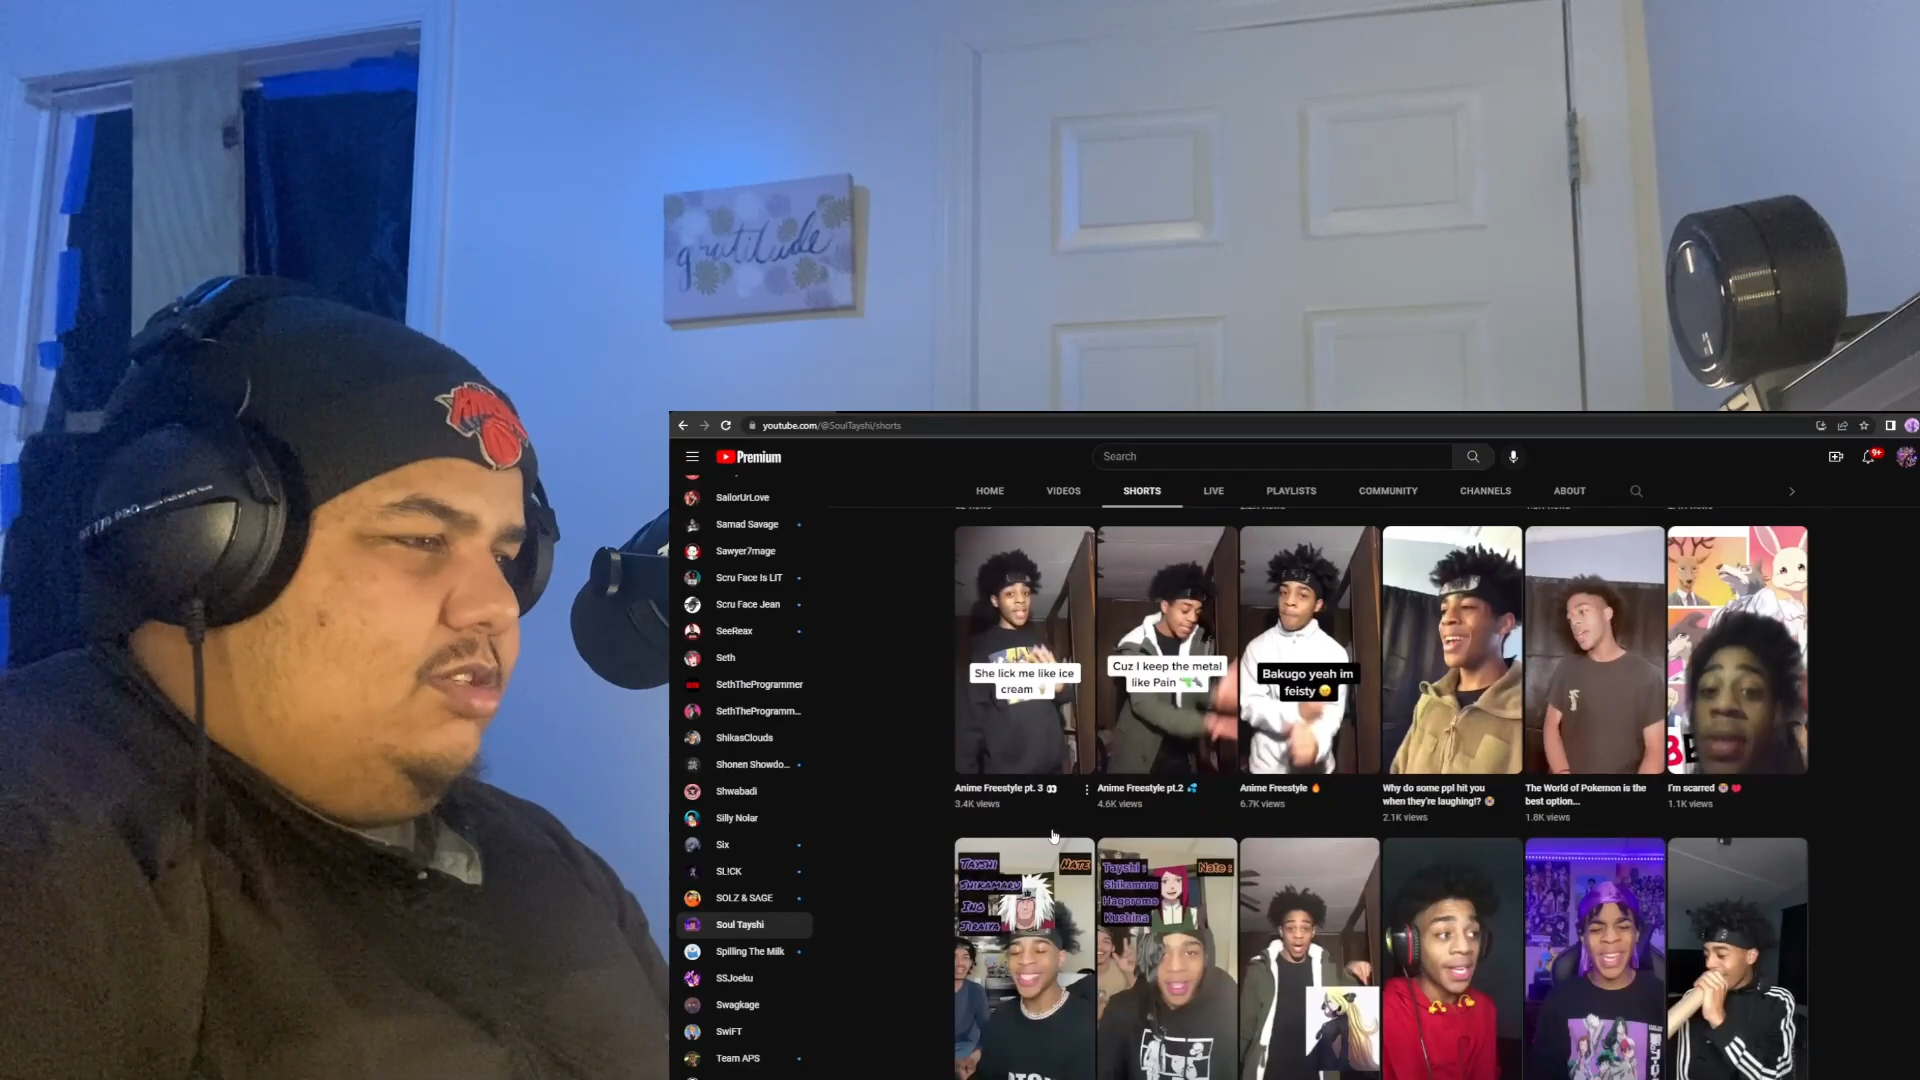 gratitude
youtube.com/@SoulTayshi/shorts
Premium
Search
9+
HOME
VIDEOS
SHORTS
LIVE
PLAYLISTS
COMMUNITY
CHANNELS
ABOUT
SailorUrLove
Samad Savage
Sawyer7mage
Scru Face Is LIT
Scru Face Jean
SeeReax
Seth
SethTheProgrammer
SethTheProgramm...
ShikasClouds
Shonen Showdo...
Shwabadi
Silly Nolar
Six
SL!CK
SOLZ & SAGE
Soul Tayshi
Spilling The Milk
SSJoeku
Swagkage
SwiFT
Team APS
She lick me like ice
cream 🍦
Cuz I keep the metal
like Pain
Bakugo yeah im
feisty
Anime Freestyle pt. 3 👀
3.4K views
Anime Freestyle pt.2 💦
4.6K views
Anime Freestyle 🔥
6.7K views
Why do some ppl hit you
when they're laughing!?
2.1K views
The World of Pokemon is the
best option...
1.8K views
I'm scarred
1.1K views
TAYSHI
SHIKAMARU
INO
JIRAIYA
NATE
Tayshi :
Shikamaru
Hagoromo
Kushina
Nate :